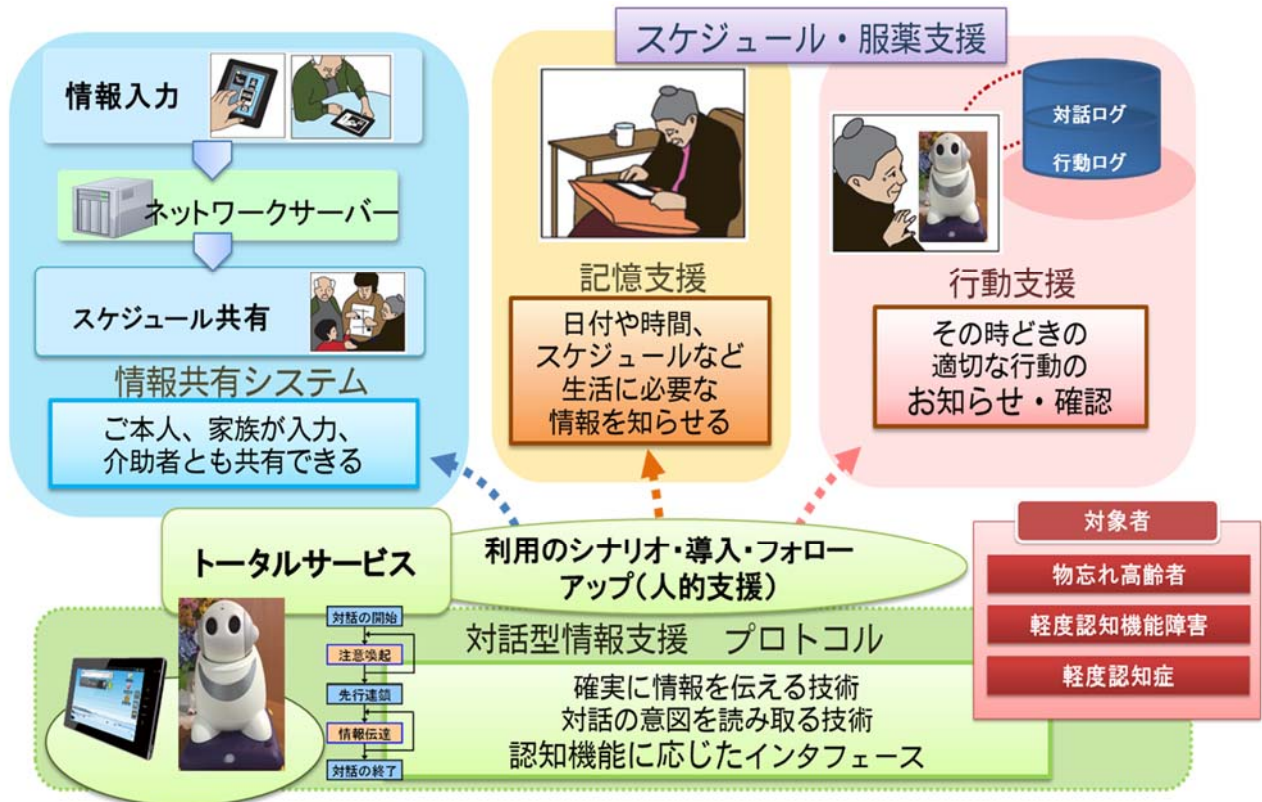 スケジュール・服薬支援
情報入力
ネットワークサーバー
スケジュール共有
情報共有システム
ご本人、家族が入力、
介助者とも共有できる
記憶支援
日付や時間、
スケジュールなど
生活に必要な
情報を知らせる
対話ログ
行動ログ
行動支援
その時どきの
適切な行動の
お知らせ・確認
トータルサービス
利用のシナリオ・導入・フォロー
アップ(人的支援)
対象者
物忘れ高齢者
軽度認知機能障害
軽度認知症
対話の開始
注意喚起
先行連鎖
情報伝達
対話の終了
対話型情報支援　プロトコル
確実に情報を伝える技術
対話の意図を読み取る技術
認知機能に応じたインタフェース